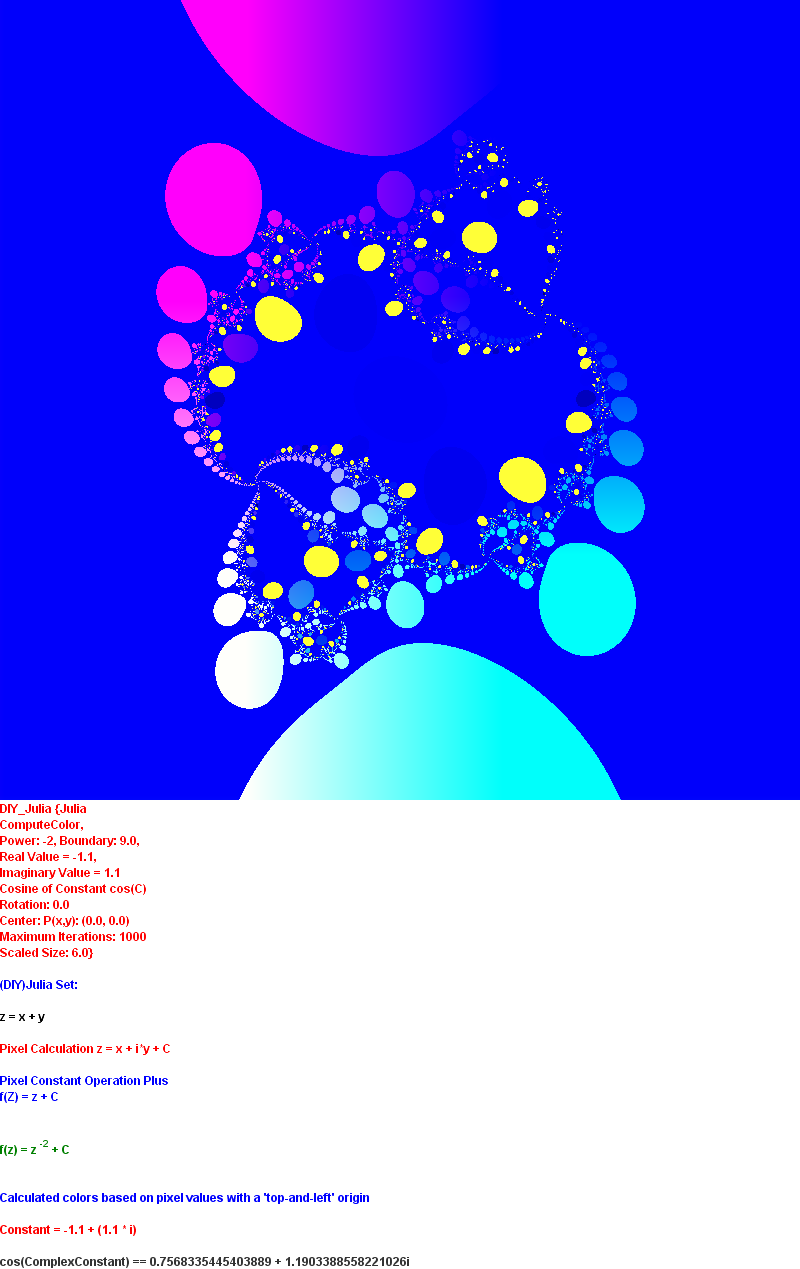 DIY_Julia {Julia
ComputeColor,
Power: -2, Boundary: 9.0,
Real Value = -1.1,
Imaginary Value = 1.1
Cosine of Constant cos(C)
Rotation: 0.0
Center: P(x,y): (0.0, 0.0)
Maximum Iterations: 1000
Scaled Size: 6.0}
(DIY)Julia Set:
z = x + y
Pixel Calculation z = x + i*y + C
Pixel Constant Operation Plus
f(Z) = z + C
f(z) = z ⁻² + C
Calculated colors based on pixel values with a 'top-and-left' origin
Constant = -1.1 + (1.1 * i)
cos(ComplexConstant) == 0.7568335445403889 + 1.1903388558221026i